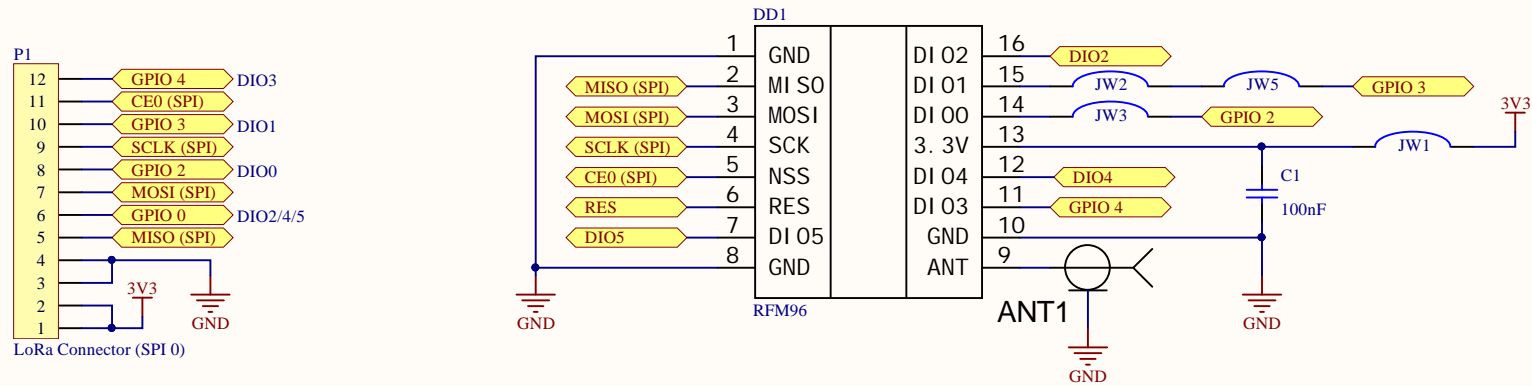 P1
12 GPIO 4 DIO3
11 CE0 (SPI)
10 GPIO 3 DIO1
9 SCLK (SPI)
8 GPIO 2 DIO0
7 MOSI (SPI)
6 GPIO 0 DIO2/4/5
5 MISO (SPI)
4
3
2
1
3V3
GND
LoRa Connector (SPI 0)
DD1
1 GND
MISO (SPI) 2 MISO
MOSI (SPI) 3 MOSI
SCLK (SPI) 4 SCK
CE0 (SPI) 5 NSS
RES 6 RES
DIO5 7 DIO5
8 GND
GND
RFM96
DIO2 16 DIO2
DIO1 15 JW2 JW5 GPIO 3
DIO0 14 JW3 GPIO 2
3.3V 13 JW1 3V3
DIO4 12 DIO4
DIO3 11 GPIO 4
GND 10
ANT 9
C1
100nF
ANT1
GND
GND